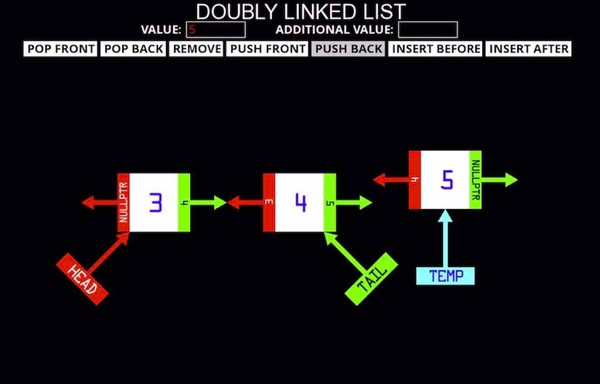 DOUBLY LINKED LIST
VALUE: 5 ADDITIONAL VALUE:
POP FRONT POP BACK REMOVE PUSH FRONT PUSH BACK INSERT BEFORE INSERT AFTER
NULLPTR 3 4
3 4 5
4 5 NULLPTR
HEAD
TAIL
TEMP